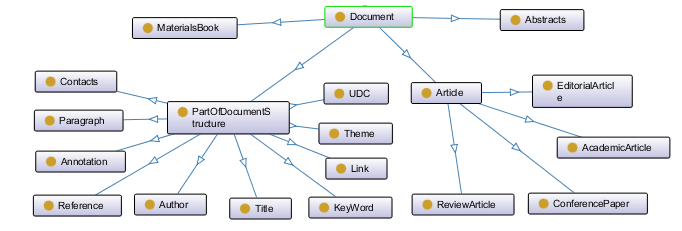 Document
MaterialsBook
Abstracts
Contacts
UDC
Article
EditorialArticl
e
Paragraph
PartOfDocumentS
tructure
Theme
AcademicArticle
Annotation
Link
Reference
Author
Title
KeyWord
ReviewArticle
ConferencePaper